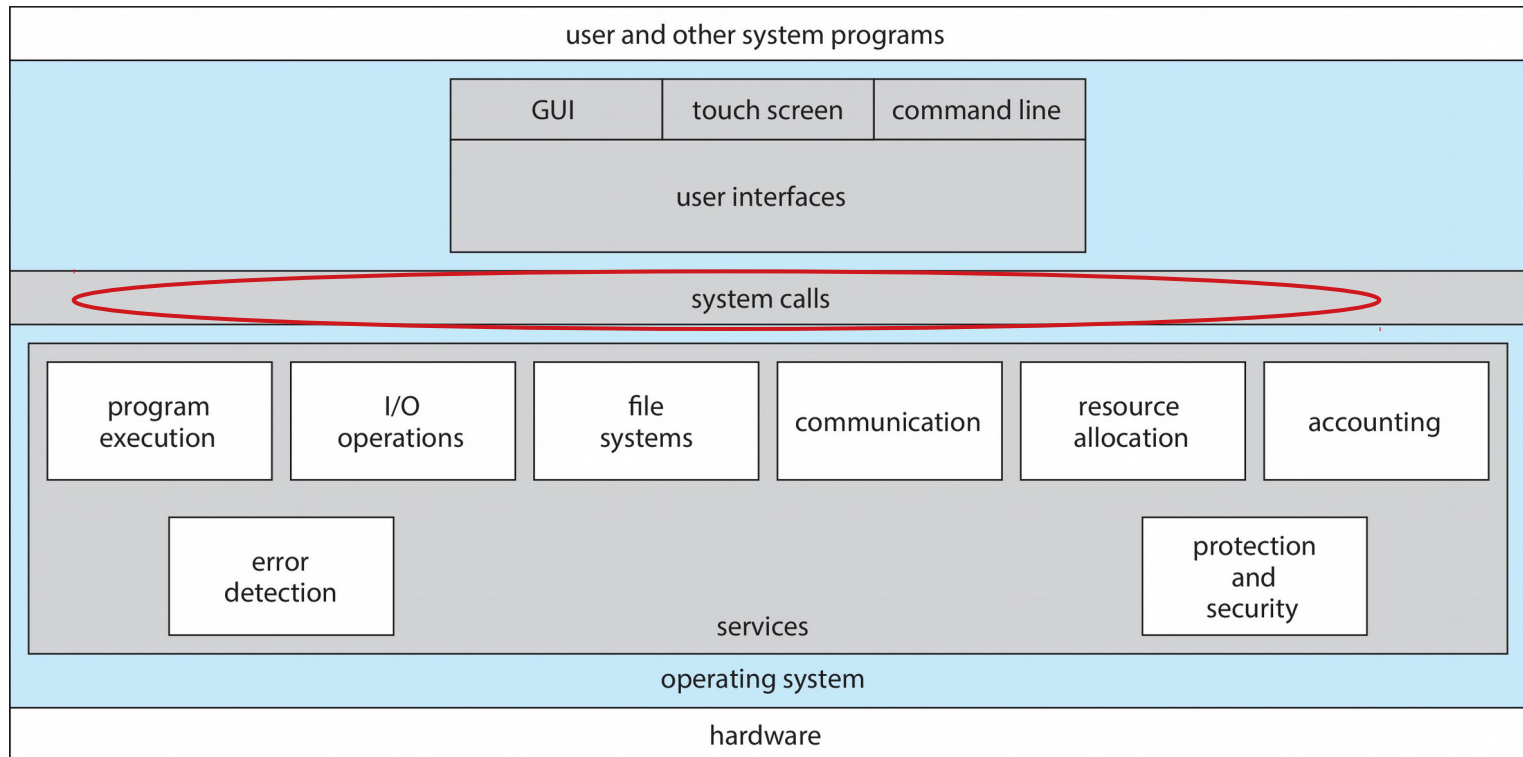 user and other system programs
GUI
touch screen
command line
user interfaces
system calls
program
execution
I/O
operations
file
systems
communication
resource
allocation
accounting
error
detection
protection
and
security
services
operating system
hardware